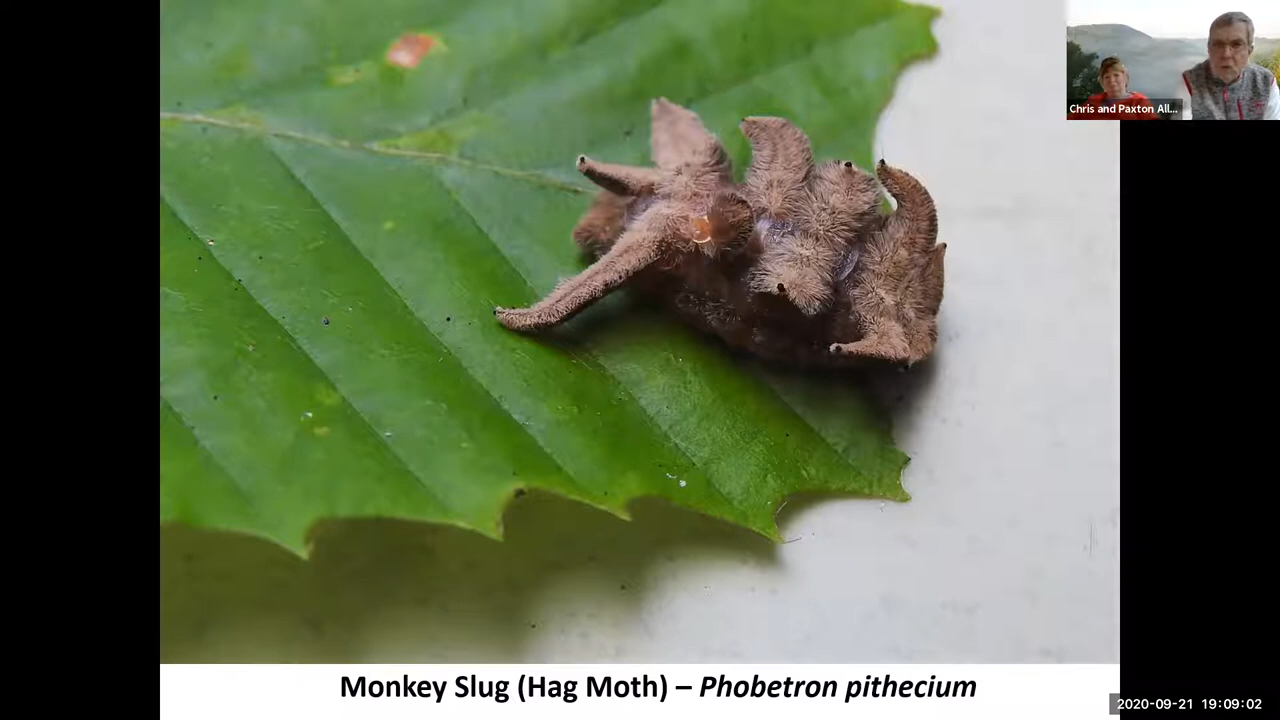 Chris and Paxton All...
Monkey Slug (Hag Moth) – Phobetron pithecium
2020-09-21 19:09:02